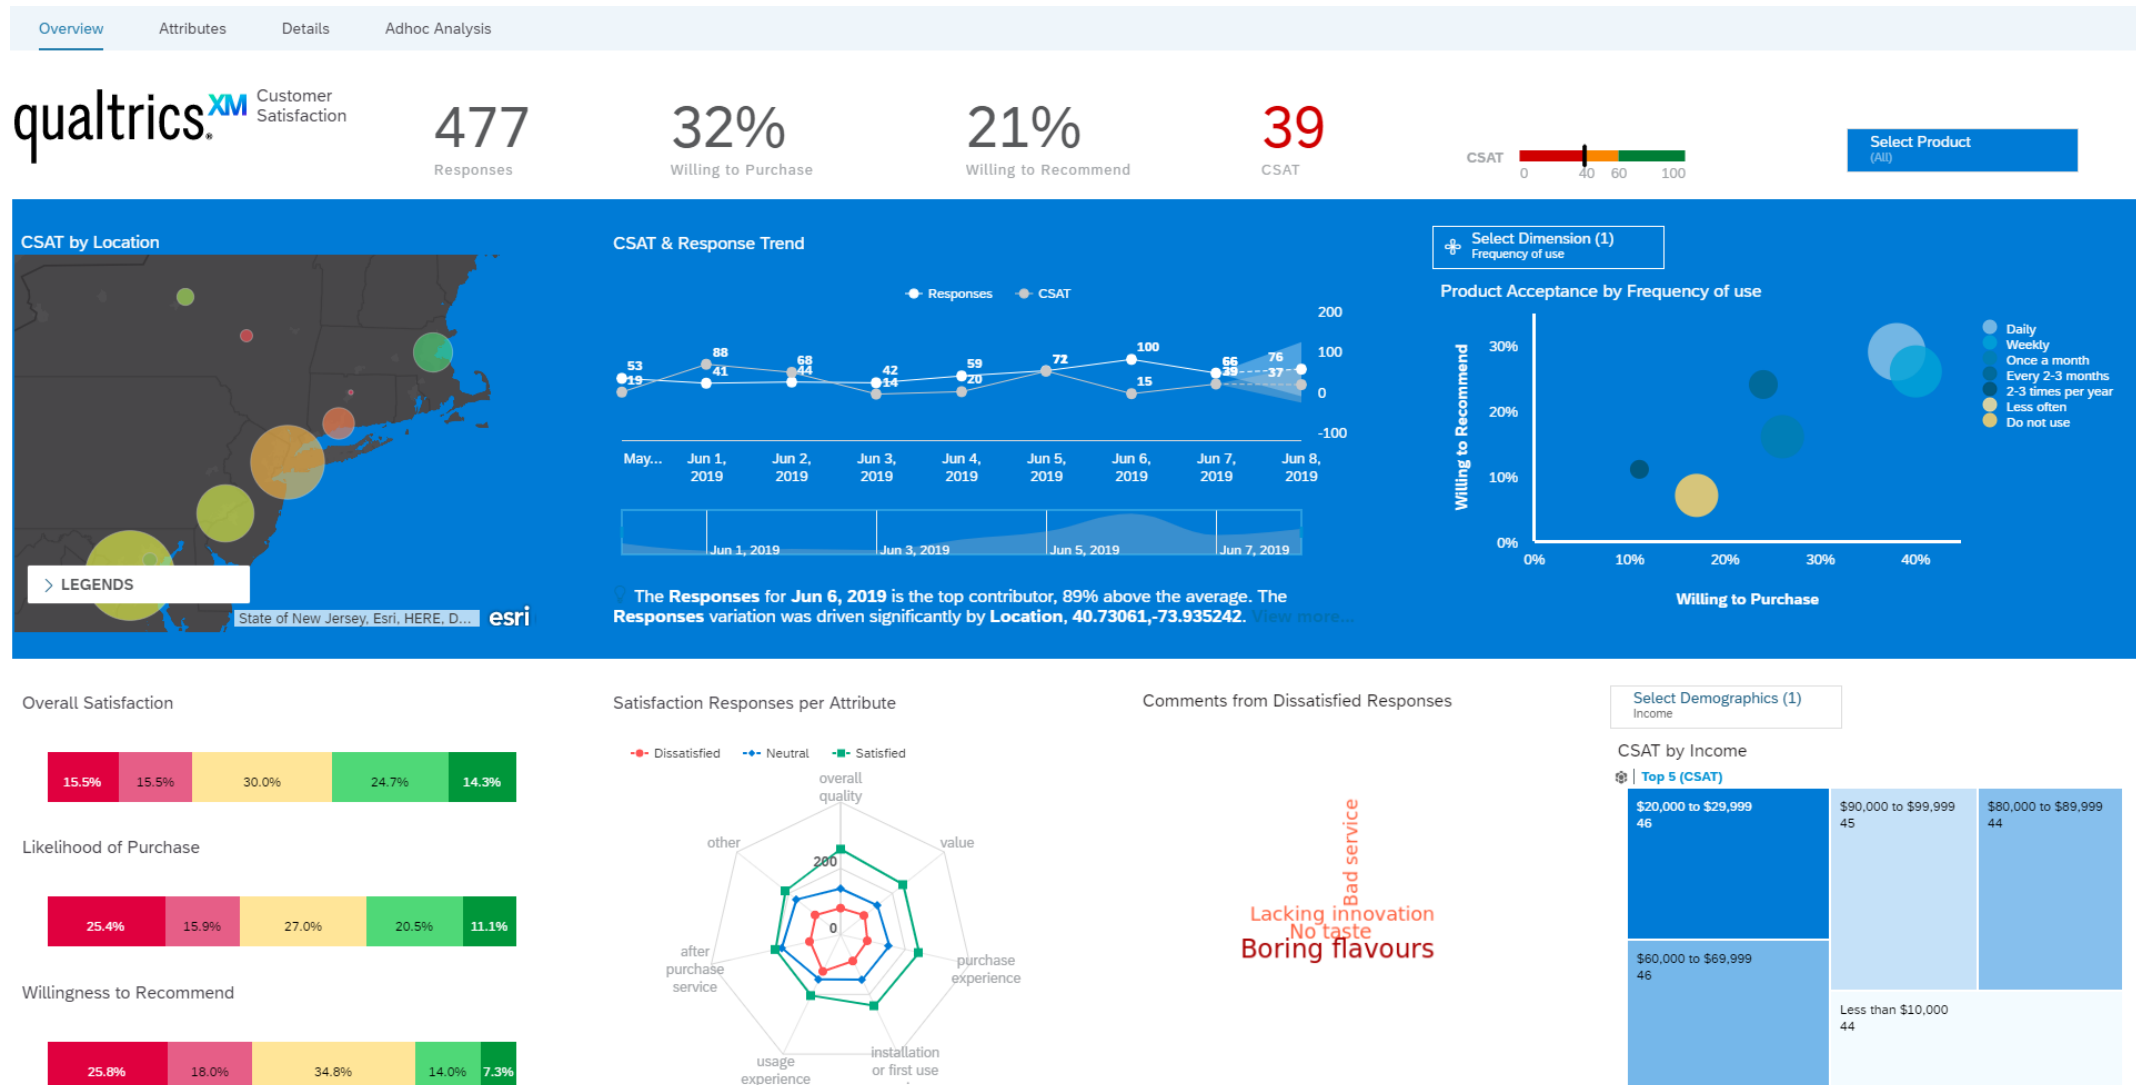 Overview Attributes Details Adhoc Analysis
qualtrics.XM Customer
Satisfaction
477
Responses
32%
Willing to Purchase
21%
Willing to Recommend
39
CSAT
CSAT
0 40 60 100
Select Product
(All)
CSAT by Location
LEGENDS
State of New Jersey, Esri, HERE, D... esri
CSAT & Response Trend
Responses CSAT
200
100
0
-100
53 88 68 42 59 72 100 66 76
19 41 44 14 20 15 39 37
May... Jun 1, Jun 2, Jun 3, Jun 4, Jun 5, Jun 6, Jun 7, Jun 8,
2019 2019 2019 2019 2019 2019 2019 2019
Jun 1, 2019 Jun 3, 2019 Jun 5, 2019 Jun 7, 2019
The Responses for Jun 6, 2019 is the top contributor, 89% above the average. The
Responses variation was driven significantly by Location, 40.73061,-73.935242. View more...
Select Dimension (1)
Frequency of use
Product Acceptance by Frequency of use
Willing to Recommend
30%
20%
10%
0%
0% 10% 20% 30% 40%
Willing to Purchase
Daily
Weekly
Once a month
Every 2-3 months
2-3 times per year
Less often
Do not use
Overall Satisfaction
15.5% 15.5% 30.0% 24.7% 14.3%
Likelihood of Purchase
25.4% 15.9% 27.0% 20.5% 11.1%
Willingness to Recommend
25.8% 18.0% 34.8% 14.0% 7.3%
Satisfaction Responses per Attribute
Dissatisfied Neutral Satisfied
overall
quality
other
value
200
0
after
purchase
service
purchase
experience
usage
experience
installation
or first use
Comments from Dissatisfied Responses
Bad service
Lacking innovation
No taste
Boring flavours
Select Demographics (1)
Income
CSAT by Income
Top 5 (CSAT)
$20,000 to $29,999
46
$90,000 to $99,999
45
$80,000 to $89,999
44
$60,000 to $69,999
46
Less than $10,000
44